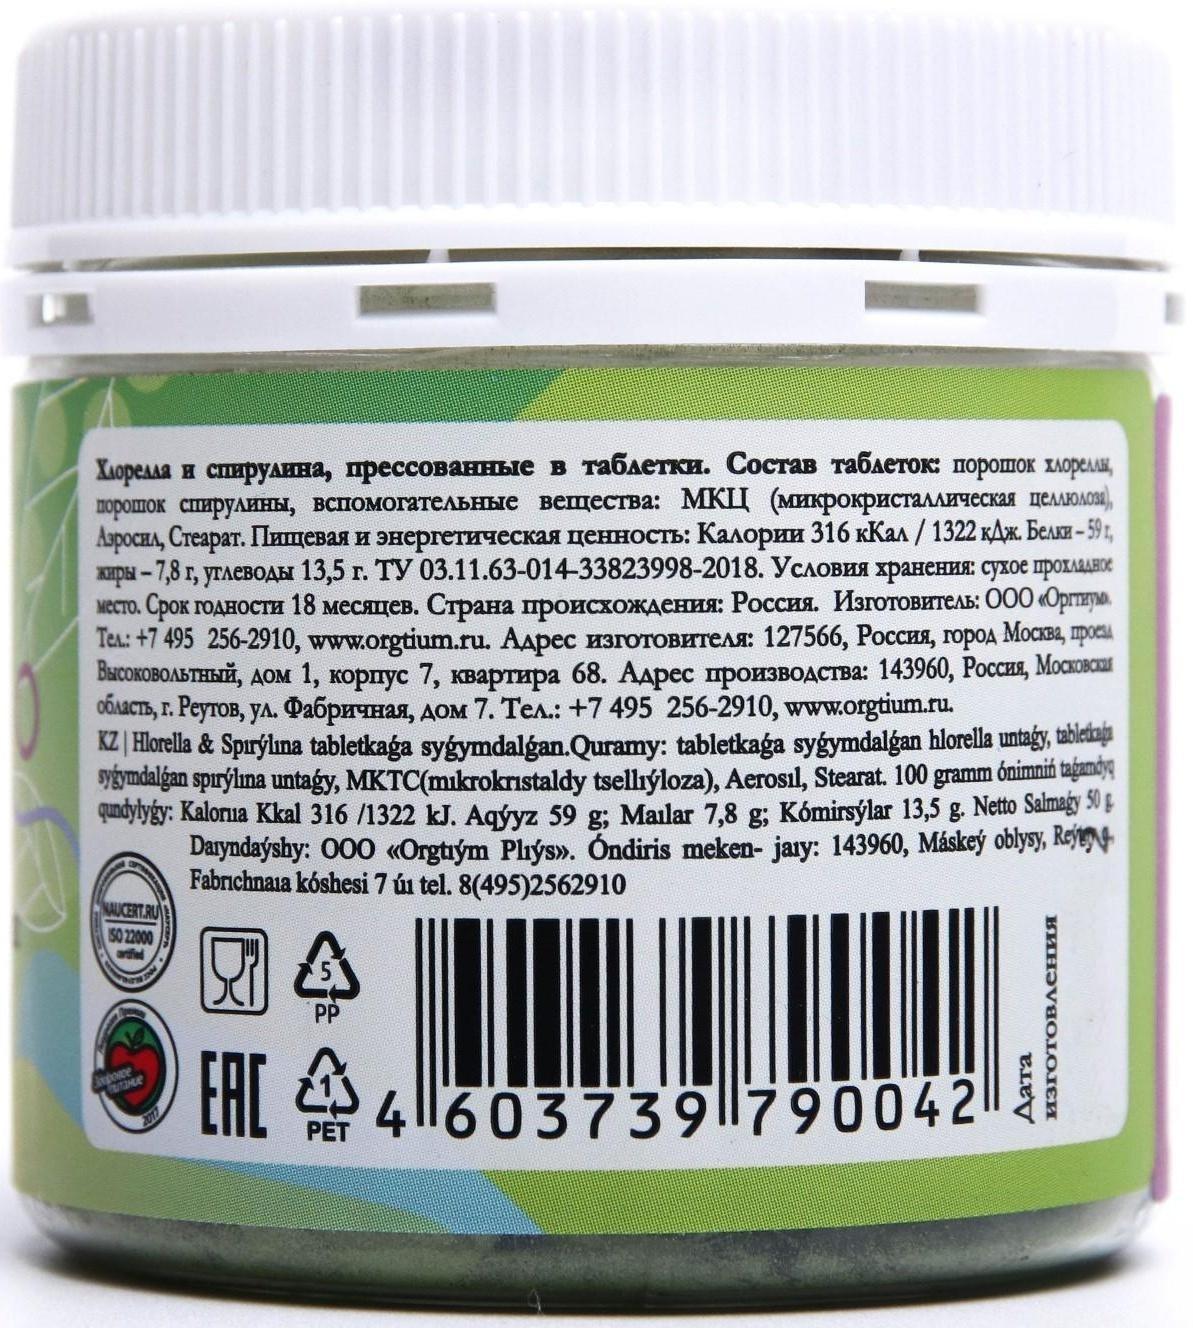 Хлорелла и спирулина, прессованные в таблетки. Состав таблеток: порошок хлореллы,
порошок спирулины, вспомогательные вещества: МКЦ (микрокристаллическая целлюлоза),
Аэросил, Стеарат. Пищевая и энергетическая ценность: Калории 316 кКал / 1322 кДж. Белки – 59 г,
жиры – 7,8 г, углеводы 13,5 г. ТУ 03.11.63-014-33823998-2018. Условия хранения: сухое прохладное
место. Срок годности 18 месяцев. Страна происхождения: Россия. Изготовитель: ООО «Оргтиум».
Тел.: +7 495 256-2910, www.orgtium.ru. Адрес изготовителя: 127566, Россия, город Москва, проезд
Высоковольтный, дом 1, корпус 7, квартира 68. Адрес производства: 143960, Россия, Московская
область, г. Реутов, ул. Фабричная, дом 7. Тел.: +7 495 256-2910, www.orgtium.ru.
KZ | Hlorella & Spırýlına tabletkaǵa syǵymdalǵan.Quramy: tabletkaǵa syǵymdalǵan hlorella untaǵy, tabletkaǵa
syǵymdalǵan spırýlına untaǵy, MKTC(mıkrokrıstaldy tsellıýloza), Aerosıl, Stearat. 100 gramm ónimniń taǵamdyq
qundylyǵy: Kalorııa Kkal 316 /1322 kJ. Aqýyz 59 g; Maılar 7,8 g; Kómirsýlar 13,5 g. Netto Salmaǵy 50 g.
Daıyndaýshy: OOO «Orgtıým Plıýs». Óndiris meken- jaıy: 143960, Máskeý oblysy, Reýtov q.
Fabrıchnaıa kóshesi 7 úı tel. 8(495)2562910
NAUCERT.RU
ISO 22000
certified
Здоровое
питание
2017
5
PP
EAC
1
PET
4 603739 790042
Дата
изготовления